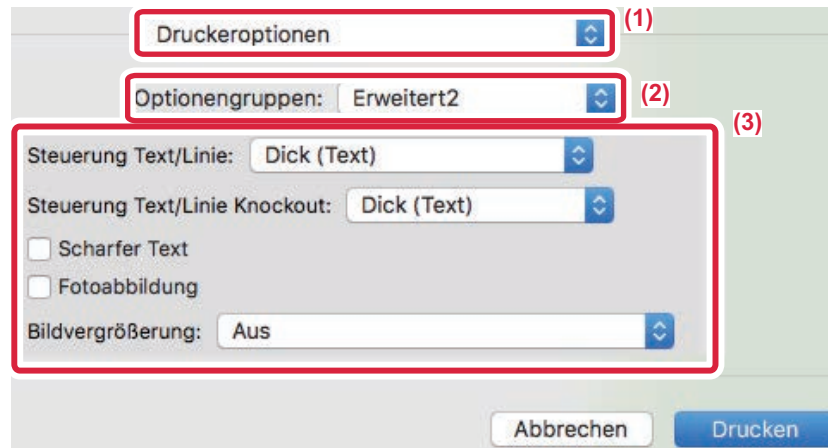 Druckeroptionen (1)
Optionengruppen: Erweitert2 (2)
(3)
Steuerung Text/Linie: Dick (Text)
Steuerung Text/Linie Knockout: Dick (Text)
Scharfer Text
Fotoabbildung
Bildvergrößerung: Aus
Abbrechen Drucken